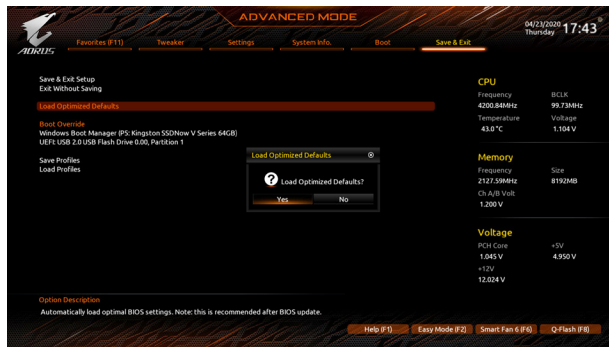 ADVANCED MODE
04/23/2020
Thursday
17:43
AORUS
Favorites (F11) Tweaker Settings System Info. Boot Save & Exit
Save & Exit Setup
Exit Without Saving
Load Optimized Defaults
Boot Override
Windows Boot Manager (P5: Kingston SSDNow V Series 64GB)
UEFI: USB 2.0 USB Flash Drive 0.00, Partition 1
Save Profiles
Load Profiles
Load Optimized Defaults
Load Optimized Defaults?
Yes No
CPU
Frequency BCLK
4200.84MHz 99.73MHz
Temperature Voltage
43.0 °C 1.104 V
Memory
Frequency Size
2127.59MHz 8192MB
Ch A/B Volt
1.200 V
Voltage
PCH Core +5V
1.045 V 4.950 V
+12V
12.024 V
Option Description
Automatically load optimal BIOS settings. Note: this is recommended after BIOS update.
Help (F1) Easy Mode (F2) Smart Fan 6 (F6) Q-Flash (F8)